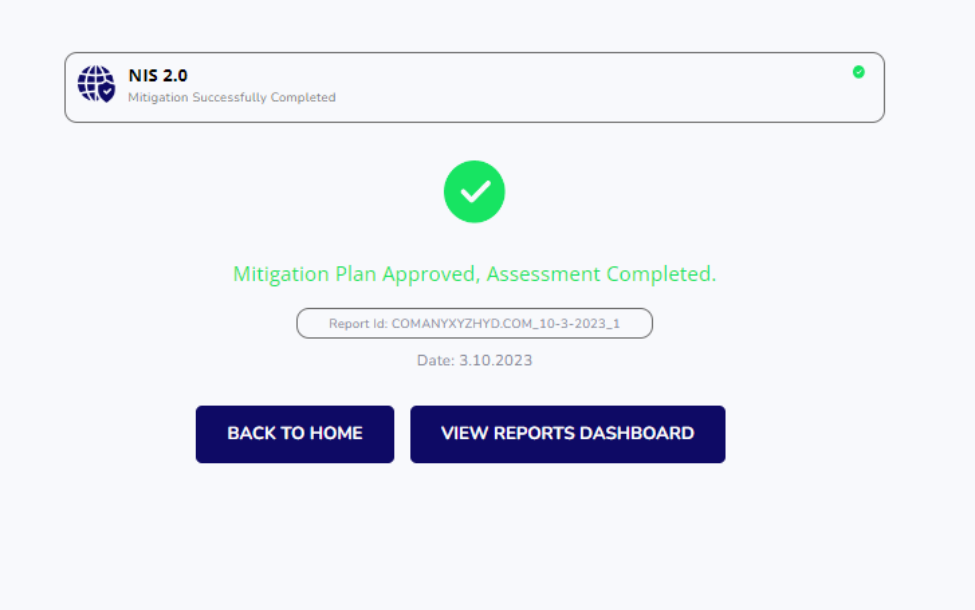 NIS 2.0
Mitigation Successfully Completed
Mitigation Plan Approved, Assessment Completed.
Report Id: COMANYXYZHYD.COM_10-3-2023_1
Date: 3.10.2023
BACK TO HOME
VIEW REPORTS DASHBOARD